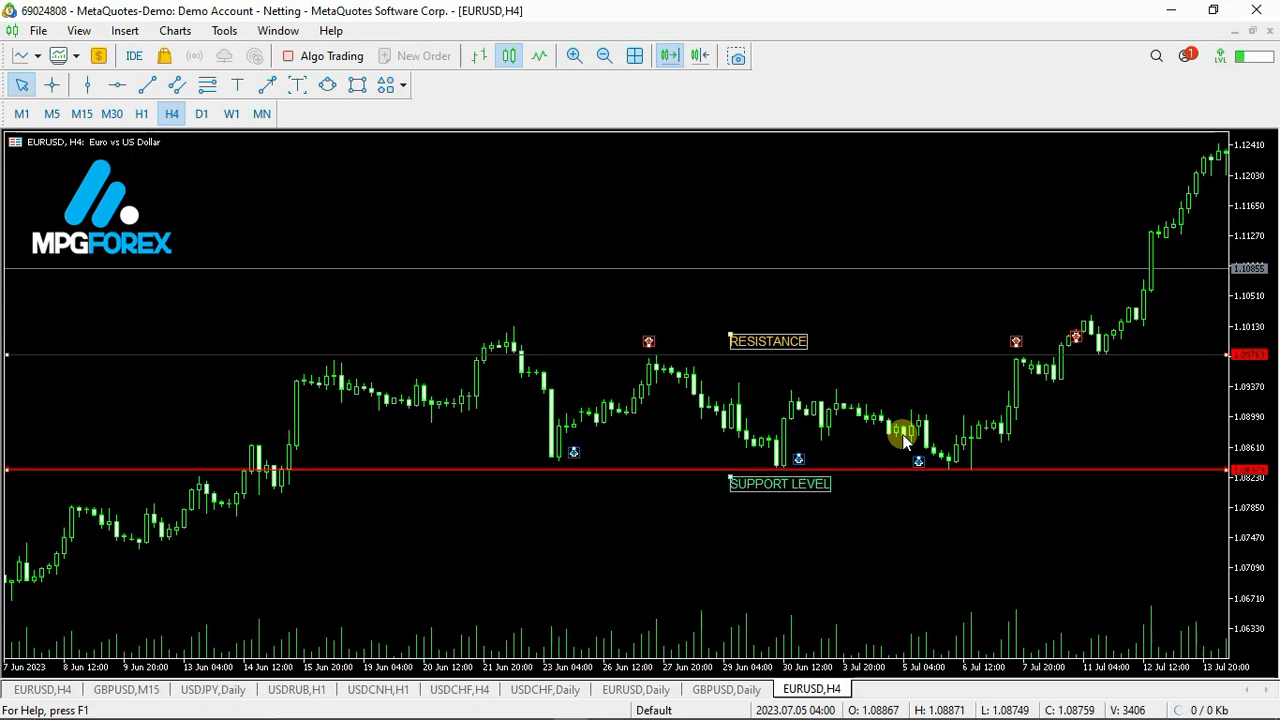 69024808 - MetaQuotes-Demo: Demo Account - Netting - MetaQuotes Software Corp. - [EURUSD,H4]
File View Insert Charts Tools Window Help
IDE Algo Trading New Order 1 LVL
M1 M5 M15 M30 H1 H4 D1 W1 MN
EURUSD, H4: Euro vs US Dollar
MPGFOREX
1.12410
1.12030
1.11650
1.11270
1.10855
1.10510
1.10130
RESISTANCE
1.09370
1.08990
1.08610
1.08230
SUPPORT LEVEL
1.07850
1.07470
1.07090
1.06710
1.06330
7 Jun 2023 8 Jun 12:00 9 Jun 20:00 13 Jun 04:00 14 Jun 12:00 15 Jun 20:00 19 Jun 04:00 20 Jun 12:00 21 Jun 20:00 23 Jun 04:00 26 Jun 12:00 27 Jun 20:00 29 Jun 04:00 30 Jun 12:00 3 Jul 20:00 5 Jul 04:00 6 Jul 12:00 7 Jul 20:00 11 Jul 04:00 12 Jul 12:00 13 Jul 20:00
EURUSD,H4 GBPUSD,M15 USDJPY,Daily USDRUB,H1 USDCNH,H1 USDCHF,H4 USDCHF,Daily EURUSD,Daily GBPUSD,Daily EURUSD,H4
For Help, press F1 Default 2023.07.05 04:00 O: 1.08867 H: 1.08871 L: 1.08749 C: 1.08759 V: 3406 0 / 0 Kb